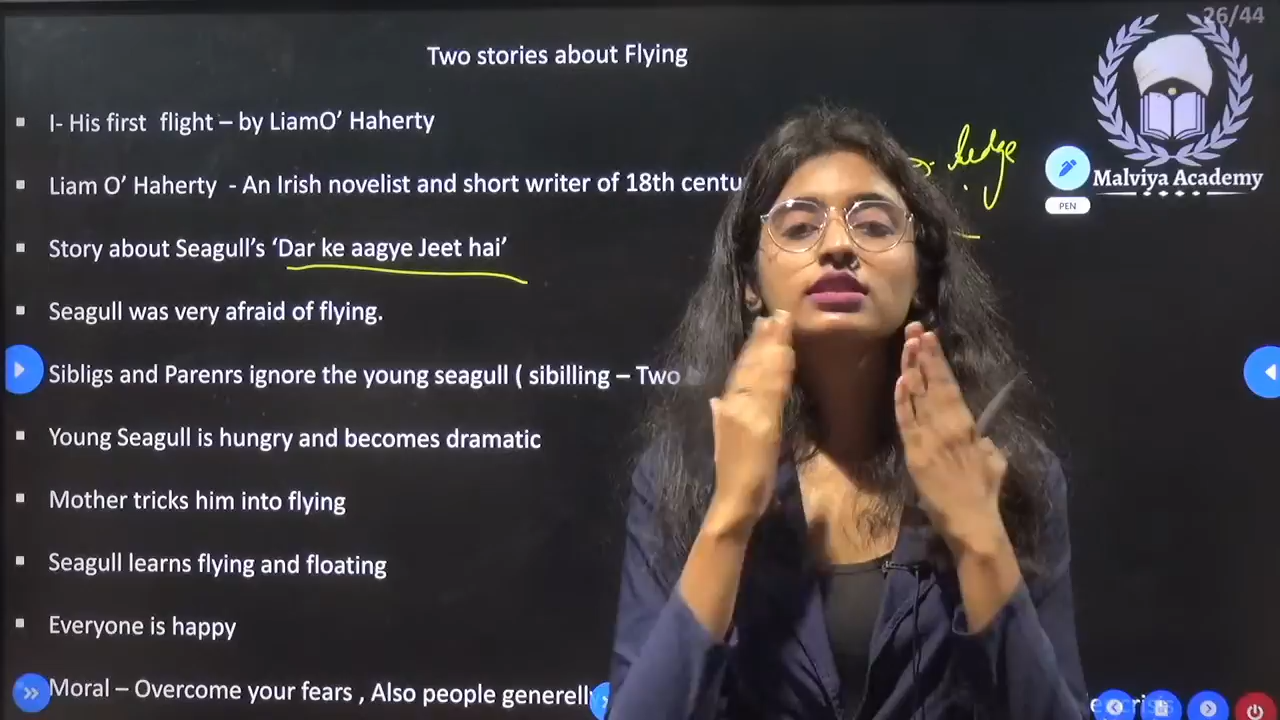 26/44
Two stories about Flying
I- His first flight – by LiamO’ Haherty
Liam O’ Haherty - An Irish novelist and short writer of 18th centu
ledge
PEN
Malviya Academy
Story about Seagull’s ‘Dar ke aagye Jeet hai’
Seagull was very afraid of flying.
Sibligs and Parenrs ignore the young seagull ( sibilling – Two
Young Seagull is hungry and becomes dramatic
Mother tricks him into flying
Seagull learns flying and floating
Everyone is happy
Moral – Overcome your fears , Also people generelly